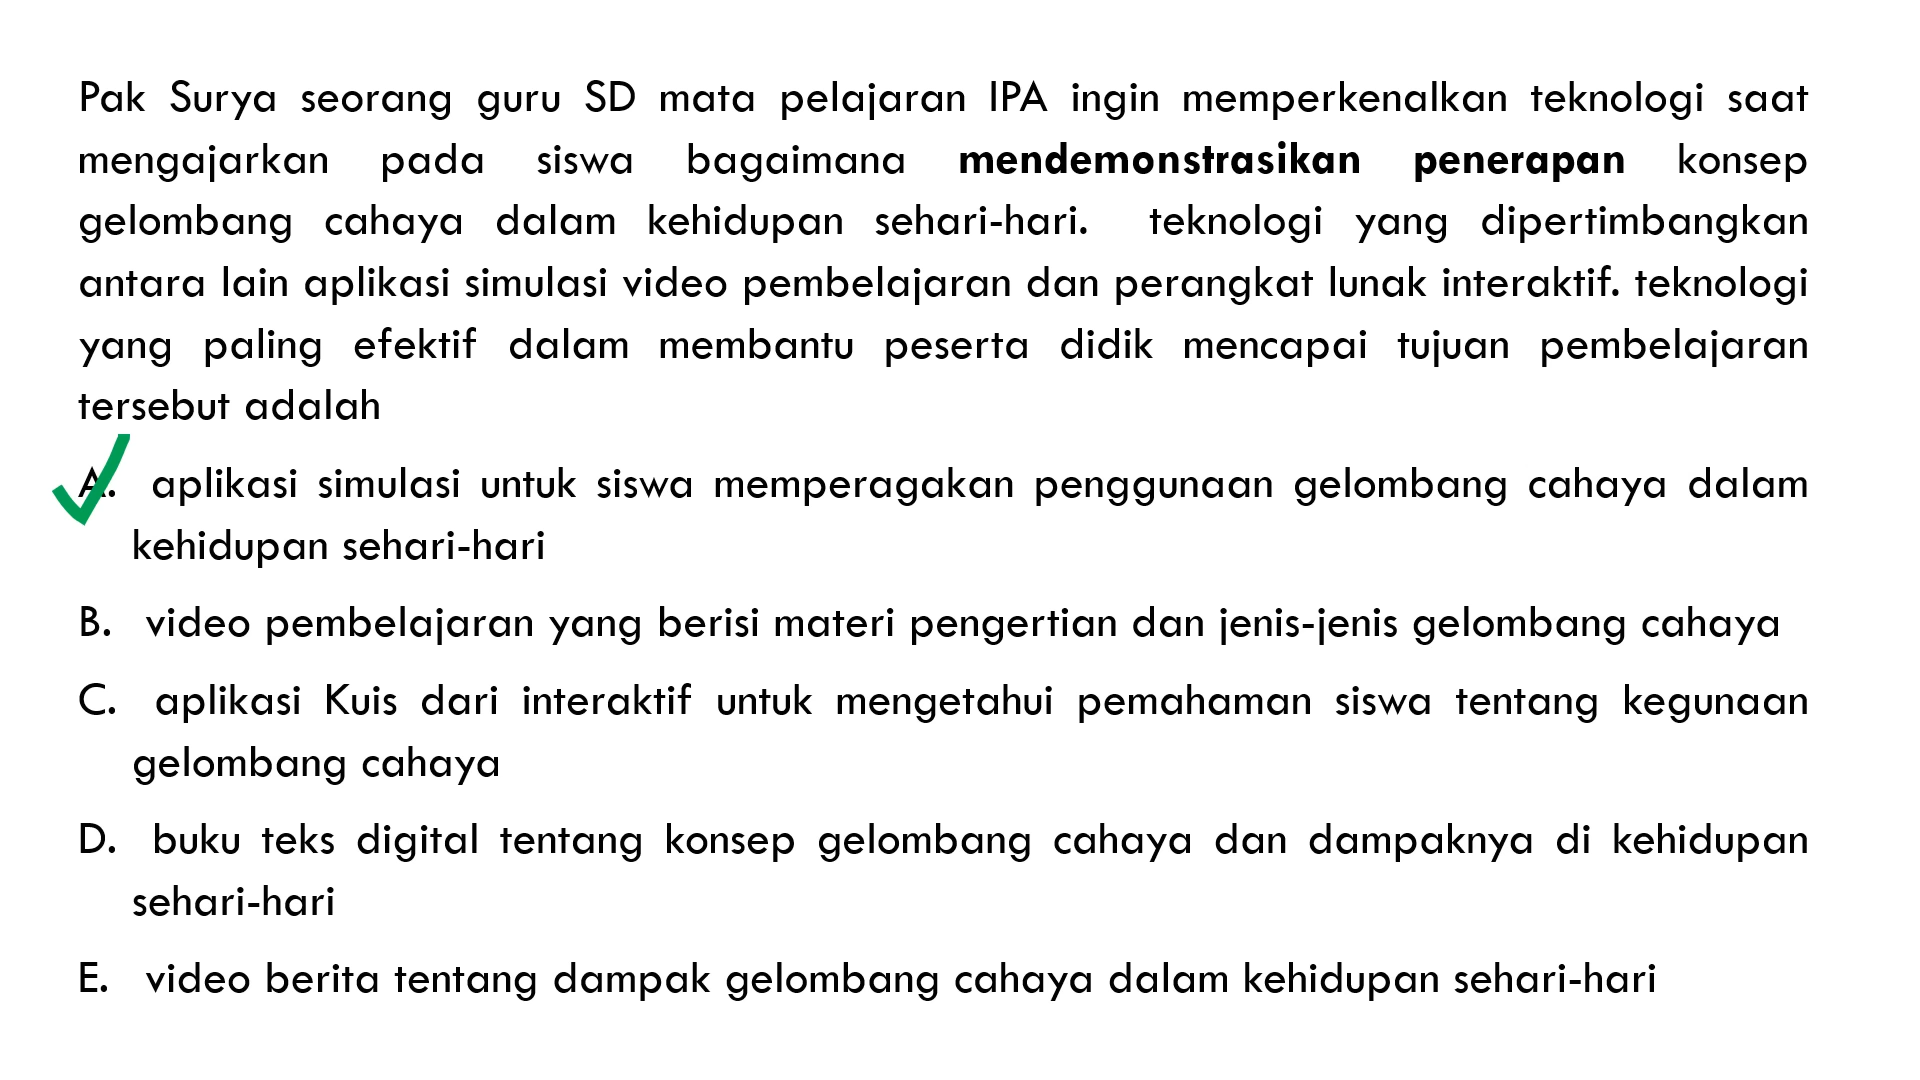 Pak Surya seorang guru SD mata pelajaran IPA ingin memperkenalkan teknologi saat
mengajarkan pada siswa bagaimana mendemonstrasikan penerapan konsep
gelombang cahaya dalam kehidupan sehari-hari. teknologi yang dipertimbangkan
antara lain aplikasi simulasi video pembelajaran dan perangkat lunak interaktif. teknologi
yang paling efektif dalam membantu peserta didik mencapai tujuan pembelajaran
tersebut adalah
A. aplikasi simulasi untuk siswa memperagakan penggunaan gelombang cahaya dalam
kehidupan sehari-hari
B. video pembelajaran yang berisi materi pengertian dan jenis-jenis gelombang cahaya
C. aplikasi Kuis dari interaktif untuk mengetahui pemahaman siswa tentang kegunaan
gelombang cahaya
D. buku teks digital tentang konsep gelombang cahaya dan dampaknya di kehidupan
sehari-hari
E. video berita tentang dampak gelombang cahaya dalam kehidupan sehari-hari